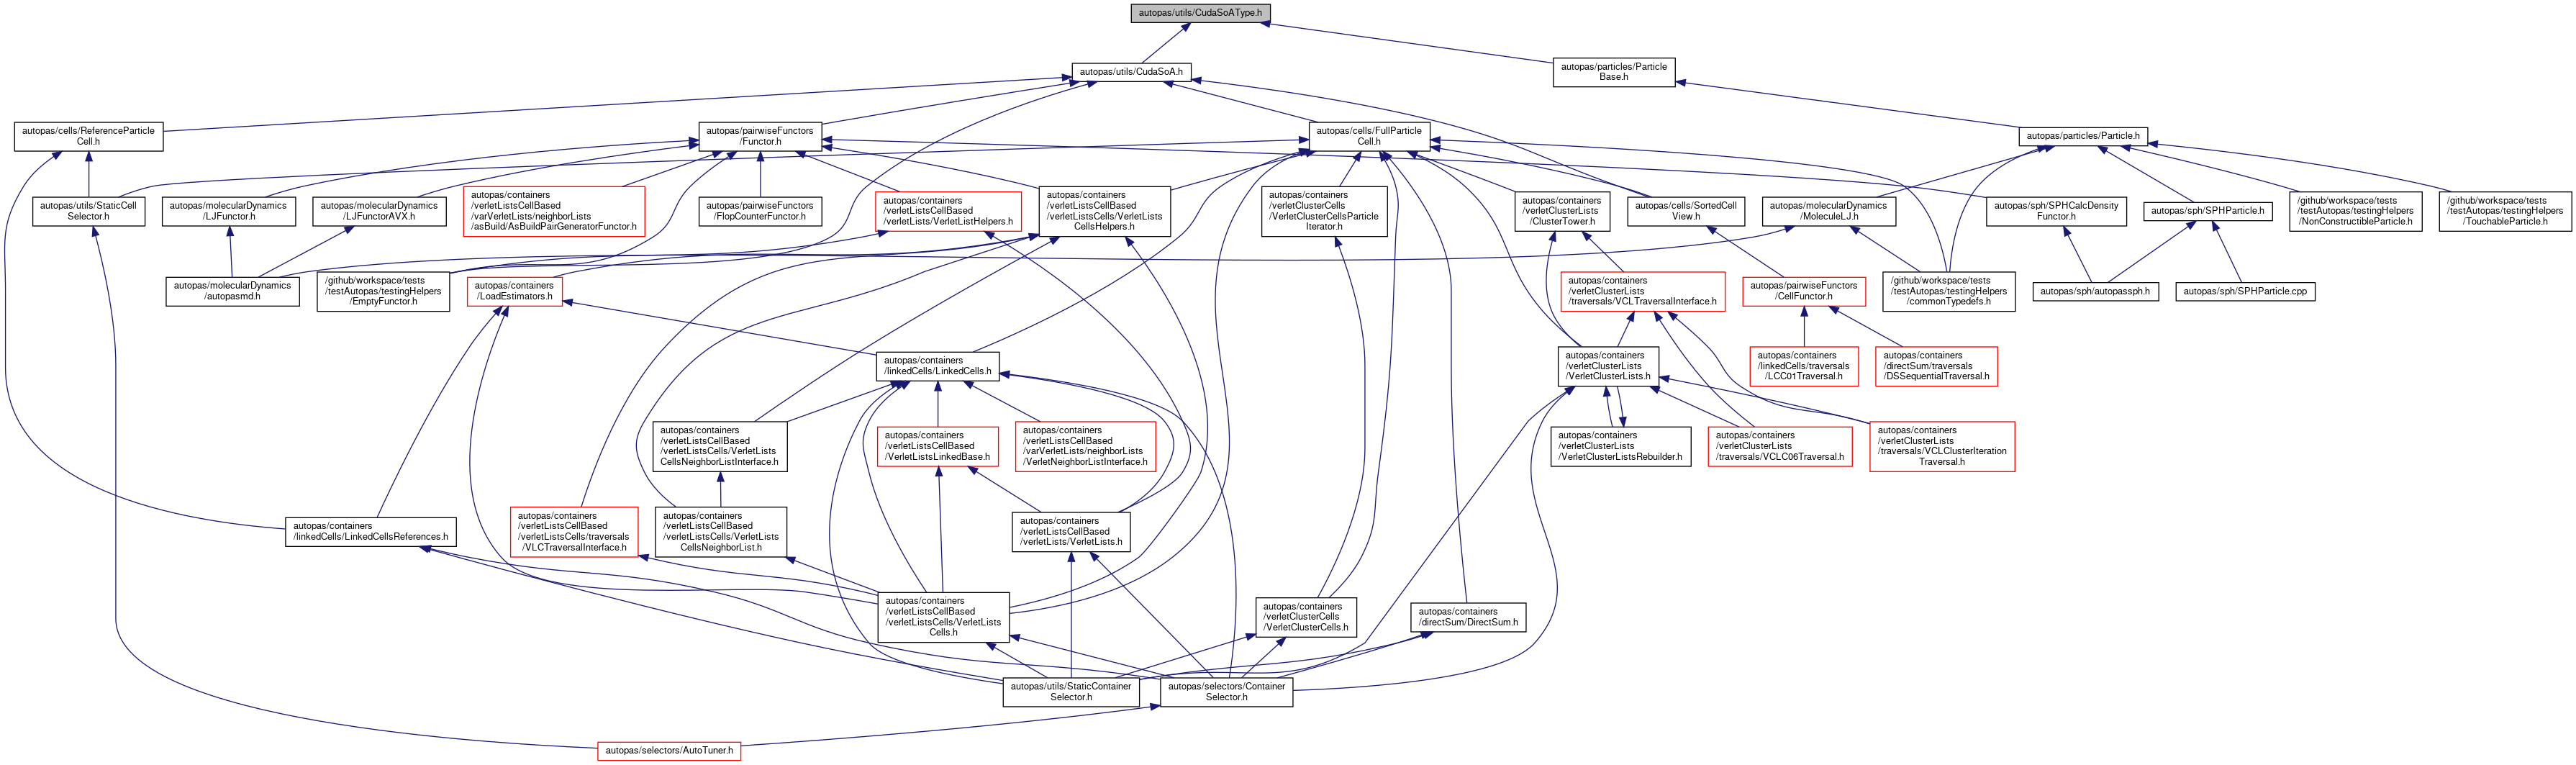 autopas/utils/CudaSoAType.h
autopas/utils/CudaSoA.h
autopas/particles/Particle
Base.h
autopas/cells/ReferenceParticle
Cell.h
autopas/pairwiseFunctors
/Functor.h
autopas/cells/FullParticle
Cell.h
autopas/particles/Particle.h
autopas/utils/StaticCell
Selector.h
autopas/molecularDynamics
/LJFunctor.h
autopas/molecularDynamics
/LJFunctorAVX.h
autopas/containers
/verletListsCellBased
/varVerletLists/neighborLists
/asBuild/AsBuildPairGeneratorFunctor.h
autopas/pairwiseFunctors
/FlopCounterFunctor.h
autopas/containers
/verletListsCellBased
/verletLists/VerletListHelpers.h
autopas/containers
/verletListsCellBased
/verletListsCells/VerletLists
CellsHelpers.h
autopas/containers
/verletClusterCells
/VerletClusterCellsParticle
Iterator.h
autopas/containers
/verletClusterLists
/ClusterTower.h
autopas/cells/SortedCell
View.h
autopas/molecularDynamics
/MoleculeLJ.h
autopas/sph/SPHCalcDensity
Functor.h
autopas/sph/SPHParticle.h
/github/workspace/tests
/testAutopas/testingHelpers
/NonConstructibleParticle.h
/github/workspace/tests
/testAutopas/testingHelpers
/TouchableParticle.h
autopas/molecularDynamics
/autopasmd.h
/github/workspace/tests
/testAutopas/testingHelpers
/EmptyFunctor.h
autopas/containers
/LoadEstimators.h
autopas/containers
/verletClusterLists
/traversals/VCLTraversalInterface.h
autopas/pairwiseFunctors
/CellFunctor.h
/github/workspace/tests
/testAutopas/testingHelpers
/commonTypedefs.h
autopas/sph/autopassph.h
autopas/sph/SPHParticle.cpp
autopas/containers
/linkedCells/LinkedCells.h
autopas/containers
/verletClusterLists
/VerletClusterLists.h
autopas/containers
/linkedCells/traversals
/LCC01Traversal.h
autopas/containers
/directSum/traversals
/DSSequentialTraversal.h
autopas/containers
/verletListsCellBased
/verletListsCells/VerletLists
CellsNeighborListInterface.h
autopas/containers
/verletListsCellBased
/VerletListsLinkedBase.h
autopas/containers
/verletListsCellBased
/varVerletLists/neighborLists
/VerletNeighborListInterface.h
autopas/containers
/verletClusterLists
/VerletClusterListsRebuilder.h
autopas/containers
/verletClusterLists
/traversals/VCLC06Traversal.h
autopas/containers
/verletClusterLists
/traversals/VCLClusterIteration
Traversal.h
autopas/containers
/linkedCells/LinkedCellsReferences.h
autopas/containers
/verletListsCellBased
/verletListsCells/traversals
/VLCTraversalInterface.h
autopas/containers
/verletListsCellBased
/verletListsCells/VerletLists
CellsNeighborList.h
autopas/containers
/verletListsCellBased
/verletLists/VerletLists.h
autopas/containers
/verletListsCellBased
/verletListsCells/VerletLists
Cells.h
autopas/containers
/verletClusterCells
/VerletClusterCells.h
autopas/containers
/directSum/DirectSum.h
autopas/utils/StaticContainer
Selector.h
autopas/selectors/Container
Selector.h
autopas/selectors/AutoTuner.h